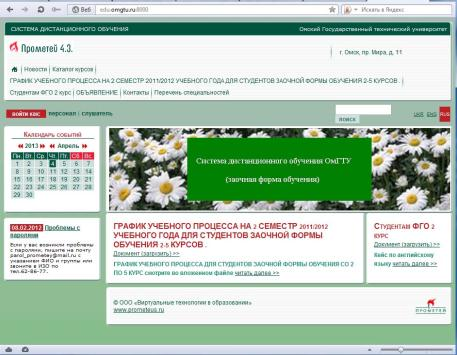 Веб
edu.omgtu.ru:8080
Искать в Яндекс
СИСТЕМА ДИСТАНЦИОННОГО ОБУЧЕНИЯ
Омский Государственный технический университет
Прометей 4.3.
г. Омск, пр. Мира, д. 11
Новости | Каталог курсов
ГРАФИК УЧЕБНОГО ПРОЦЕССА НА 2 СЕМЕСТР 2011/2012 УЧЕБНОГО ГОДА ДЛЯ СТУДЕНТОВ ЗАОЧНОЙ ФОРМЫ ОБУЧЕНИЯ 2-5 КУРСОВ .
Студентам ФГО 2 курс | ОБЪЯВЛЕНИЕ | Контакты | Перечень специальностей
ВОЙТИ КАК: персонал | слушатель
ПОИСК
UKR ENG RUS
КАЛЕНДАРЬ СОБЫТИЙ
2013 Апрель
Пн Вт Ср Чт Пт Сб Вс
1 2 3 4 5 6 7
8 9 10 11 12 13 14
15 16 17 18 19 20 21
22 23 24 25 26 27 28
29 30
Система дистанционного обучения ОмГТУ
(заочная форма обучения)
08.02.2012 Проблемы с паролями
Если у вас возникли проблемы
с паролями, пишите на почту
parol_prometey@mail.ru с
указанием ФИО и группы или
звоните в ИЗО по
тел.62-86-77.
ГРАФИК УЧЕБНОГО ПРОЦЕССА НА 2 СЕМЕСТР 2011/2012
УЧЕБНОГО ГОДА ДЛЯ СТУДЕНТОВ ЗАОЧНОЙ ФОРМЫ
ОБУЧЕНИЯ 2-5 КУРСОВ .
Документ (загрузить) >>
ГРАФИК УЧЕБНОГО ПРОЦЕССА ДЛЯ СТУДЕНТОВ ЗАОЧНОЙ ФОРМЫ ОБУЧЕНИЯ СО 2
ПО 5 КУРС смотрите во вложенном файле читать далее >>
СТУДЕНТАМ ФГО 2
КУРС
Документ (загрузить) >>
Кейс по английскому
языку читать далее >>
© ООО «Виртуальные технологии в образовании»
www.prometeus.ru
ПРОМЕТЕЙ